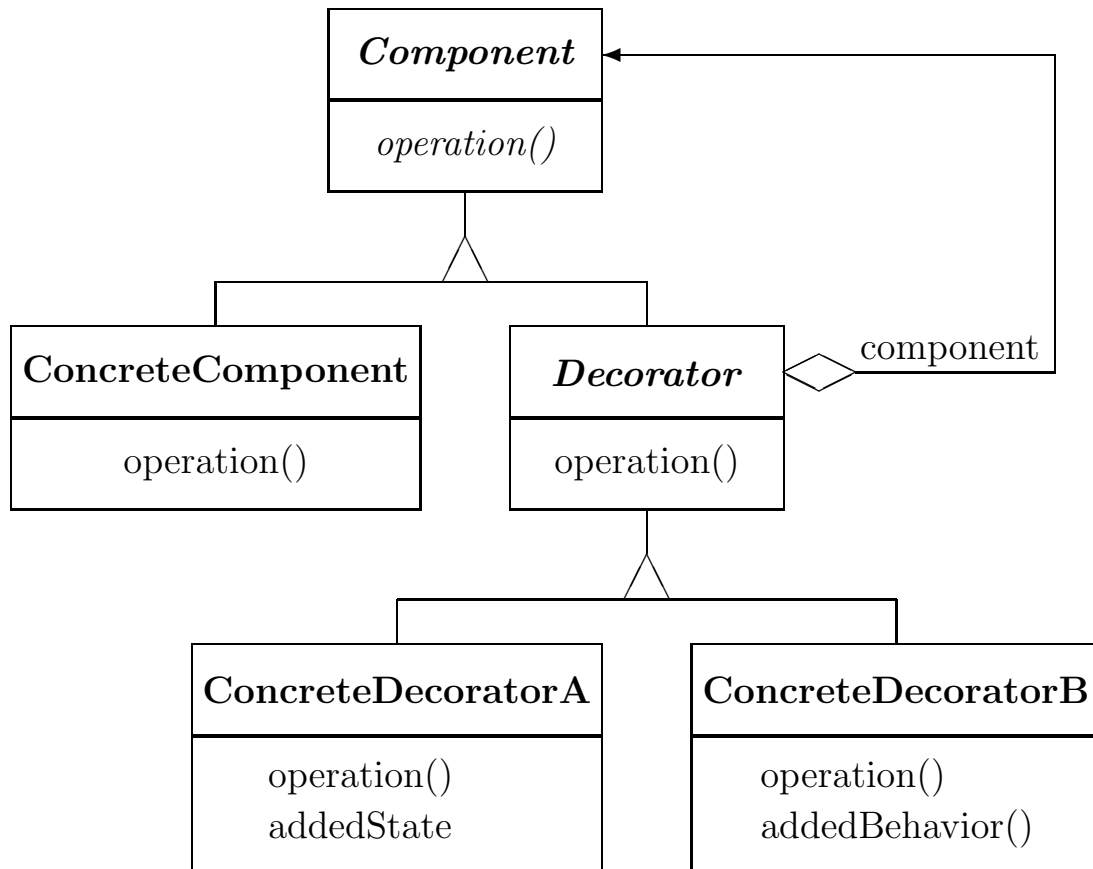 Component
operation()
component
ConcreteComponent
operation()
Decorator
operation()
ConcreteDecoratorA
operation()
addedState
ConcreteDecoratorB
operation()
addedBehavior()